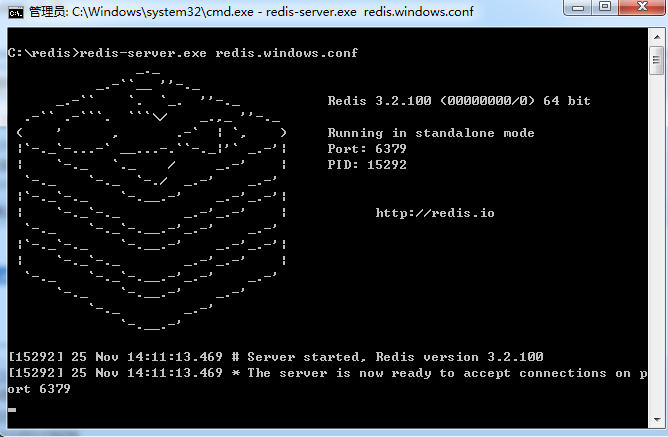 管理员: C:\Windows\system32\cmd.exe - redis-server.exe  redis.windows.conf
C:\redis>redis-server.exe redis.windows.conf
Redis 3.2.100 (00000000/0) 64 bit
Running in standalone mode
Port: 6379
PID: 15292
http://redis.io
[15292] 25 Nov 14:11:13.469 # Server started, Redis version 3.2.100
[15292] 25 Nov 14:11:13.469 * The server is now ready to accept connections on p
ort 6379